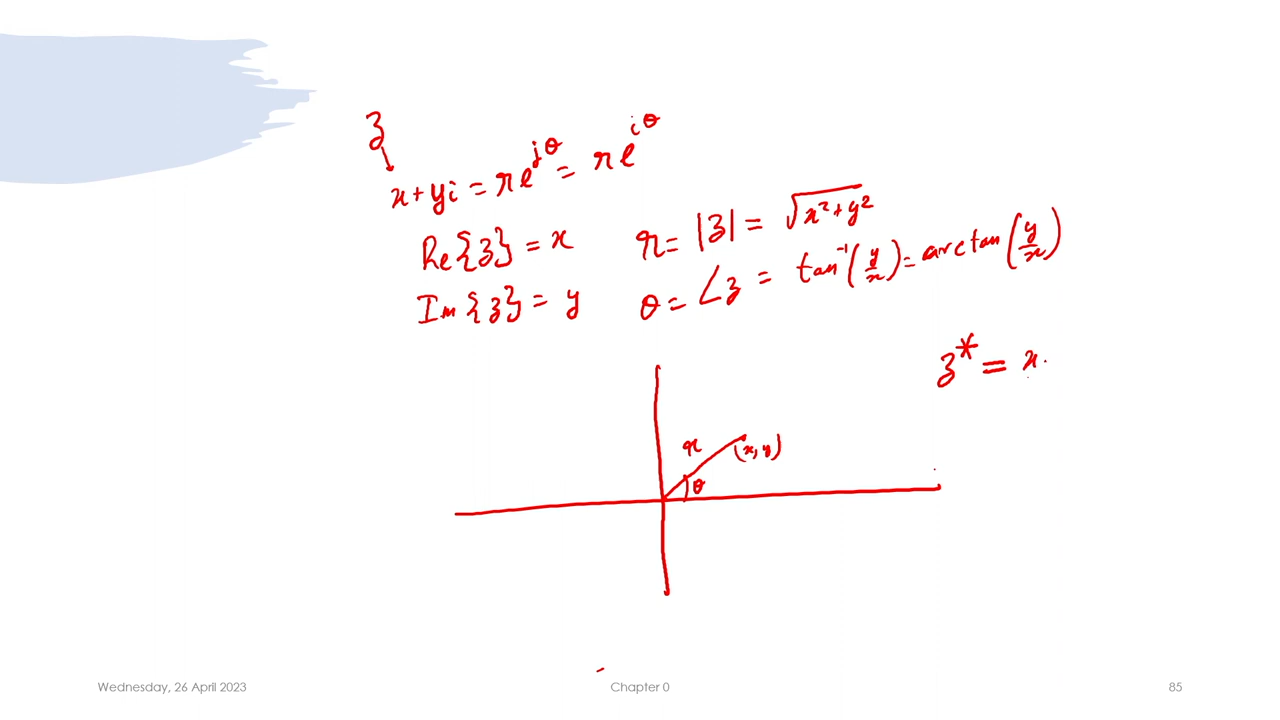 z
x + yi = re^{jθ} = re^{iθ}
Re{z} = x
r = |z| = √(x² + y²)
Im{z} = y
θ = ∠z = tan⁻¹(y/x) = arctan(y/x)
z* = x
r
(x, y)
θ
Wednesday, 26 April 2023
Chapter 0
85